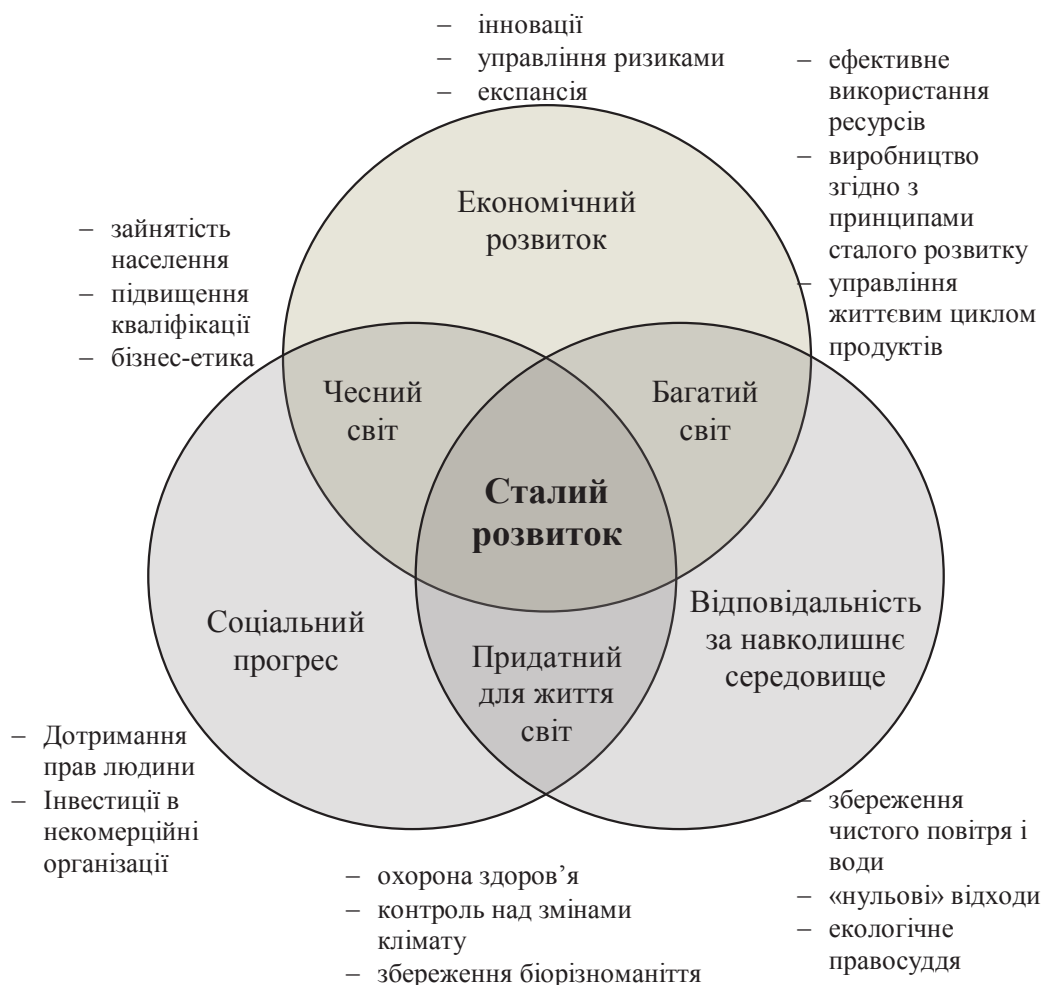 – інновації
– управління ризиками
– експансія
– ефективне
використання
ресурсів
– виробництво
згідно з
принципами
сталого розвитку
– управління
життєвим циклом
продуктів
Економічний
розвиток
– зайнятість
населення
– підвищення
кваліфікації
– бізнес-етика
Чесний
світ
Багатий
світ
Сталий
розвиток
Соціальний
прогрес
Відповідальність
за навколишнє
середовище
Придатний
для життя
світ
– Дотримання
прав людини
– Інвестиції в
некомерційні
організації
– збереження
чистого повітря і
води
– «нульові» відходи
– екологічне
правосуддя
– охорона здоров’я
– контроль над змінами
клімату
– збереження біорізноманіття